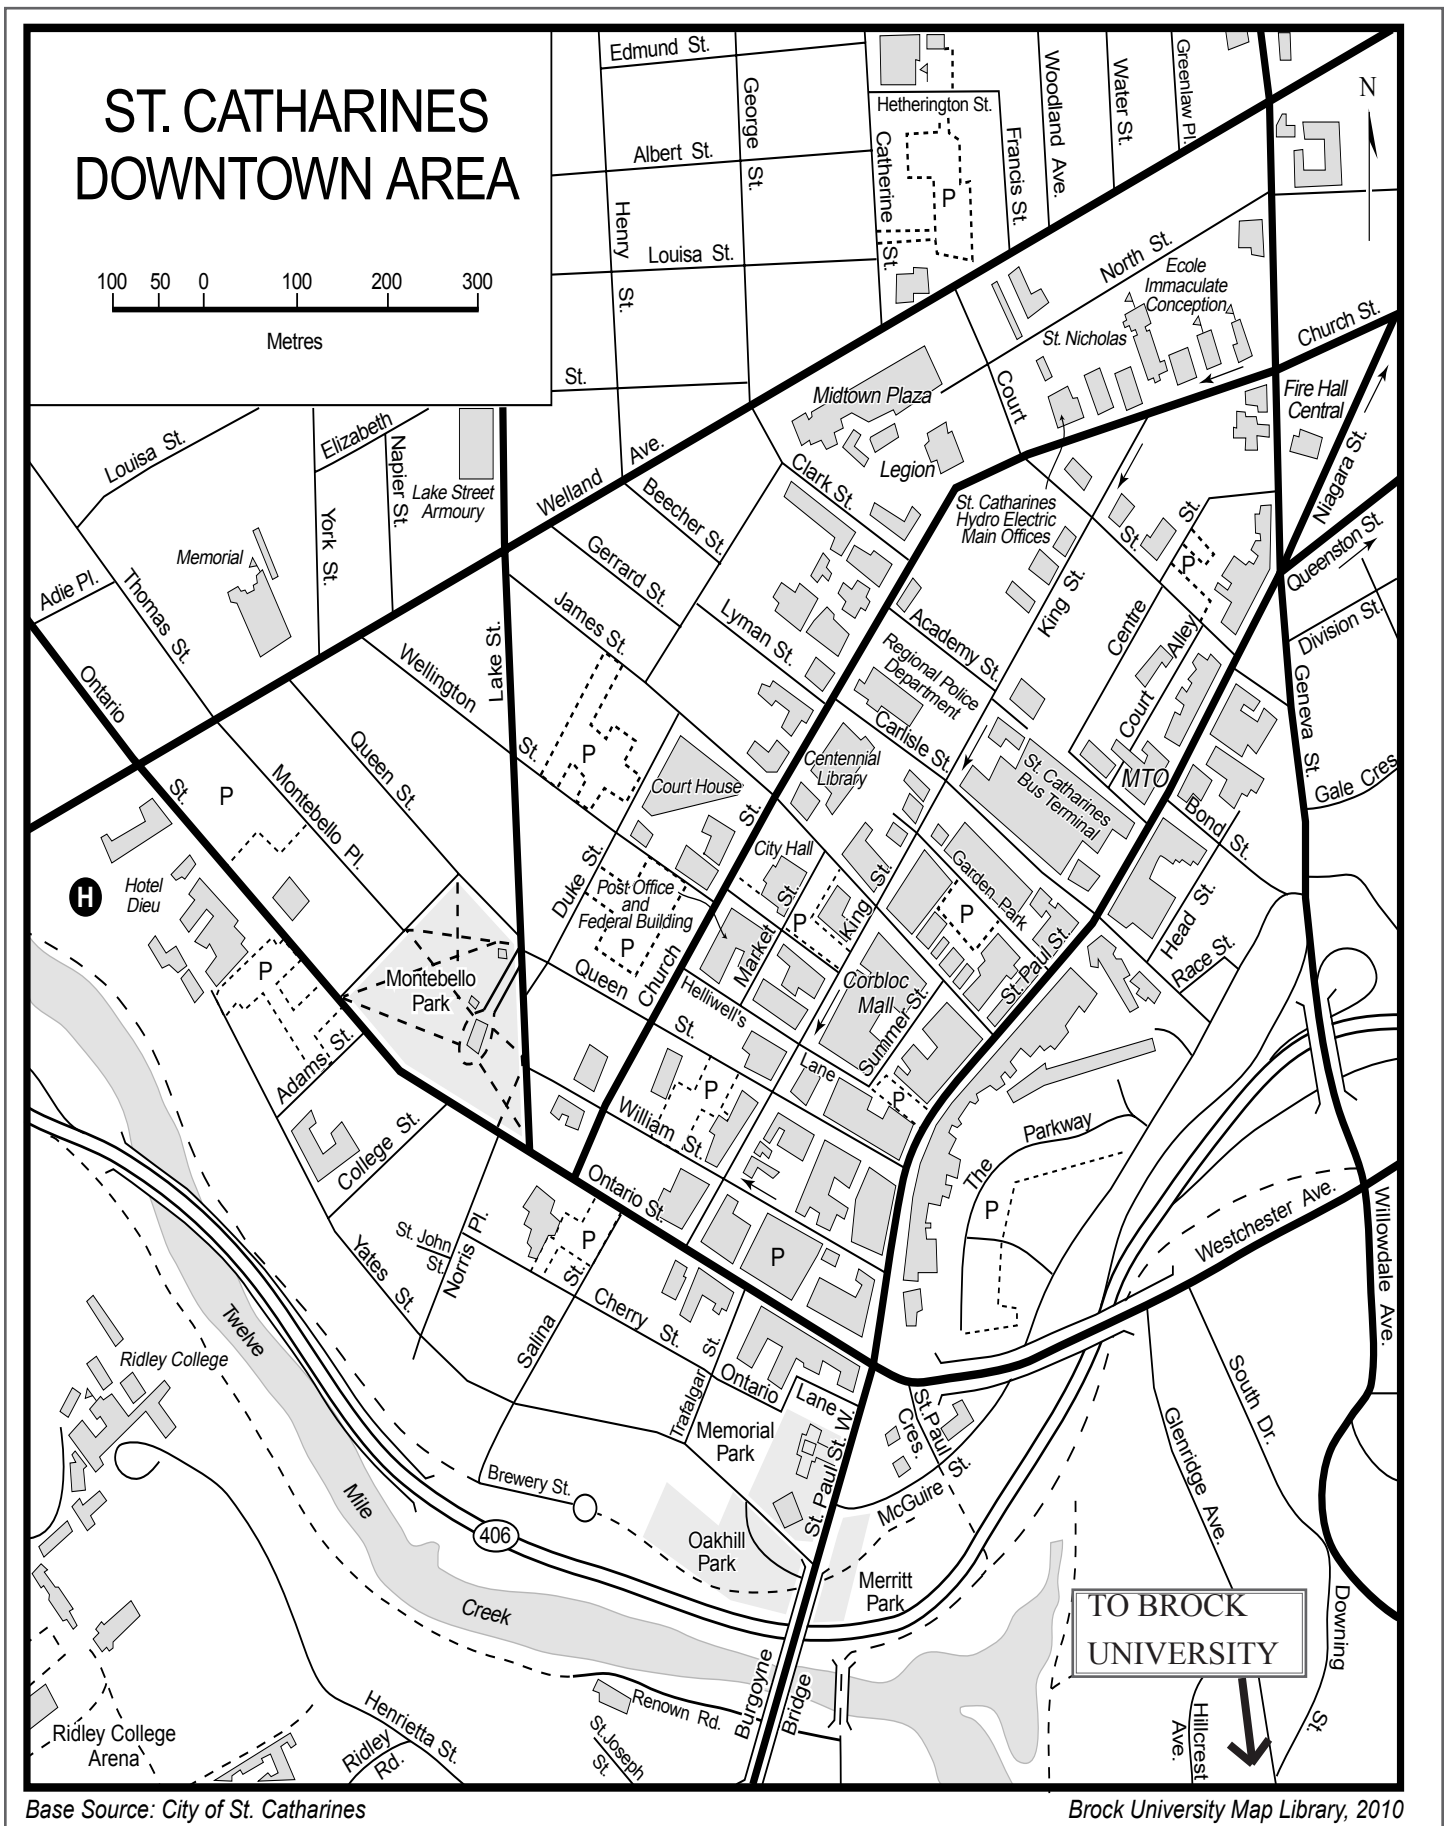 ST. CATHARINES
DOWNTOWN AREA
100 50 0 100 200 300
Metres
N
Edmund St.
George St.
Albert St.
Henry St.
Louisa St.
St.
Hetherington St.
Catherine St.
Francis St.
Woodland Ave.
Water St.
Greenlaw Pl.
P
North St.
Ecole
Immaculate
Conception
St. Nicholas
Church St.
Court St.
Midtown Plaza
Legion
Clark St.
St. Catharines
Hydro Electric
Main Offices
Fire Hall
Central
Niagara St.
Queenston St.
Division St.
Geneva St.
Gale Cres
Louisa St.
Elizabeth
Napier St.
York St.
Lake Street
Armoury
Memorial
Adie Pl.
Thomas St.
Ontario St.
Welland Ave.
Beecher St.
Gerrard St.
James St.
Lyman St.
Wellington St.
Lake St.
Queen St.
Montebello Pl.
P
P
Court House
Duke St.
Church St.
Academy St.
Regional Police
Department
Carlisle St.
Centennial
Library
King St.
Centre St.
Court Alley
P
St. Catharines
Bus Terminal
MTO
Bond St.
Head St.
Race St.
City Hall
Post Office
and
Federal Building
P
Market St.
P
King St.
Garden Park
P
St. Paul St.
Corbloc
Mall
Summer St.
Helliwell's Lane
P
P
Queen St.
William St.
Ontario St.
H
Hotel
Dieu
P
Montebello
Park
Adams St.
College St.
Yates St.
St. John
St.
Norris Pl.
P
Salina St.
Cherry St.
Trafalgar St.
Ontario Lane
P
The Parkway
P
Westchester Ave.
Willowdale Ave.
Twelve Mile Creek
Ridley College
Memorial
Park
Brewery St.
406
Oakhill
Park
St. Paul St. W.
St. Paul
Cres.
McGuire St.
Merritt
Park
Glenridge Ave.
South Dr.
Downing St.
TO BROCK
UNIVERSITY
Hillcrest
Ave.
Burgoyne
Bridge
Renown Rd.
St. Joseph
St.
Henrietta St.
Ridley
Rd.
Ridley College
Arena
Base Source: City of St. Catharines
Brock University Map Library, 2010